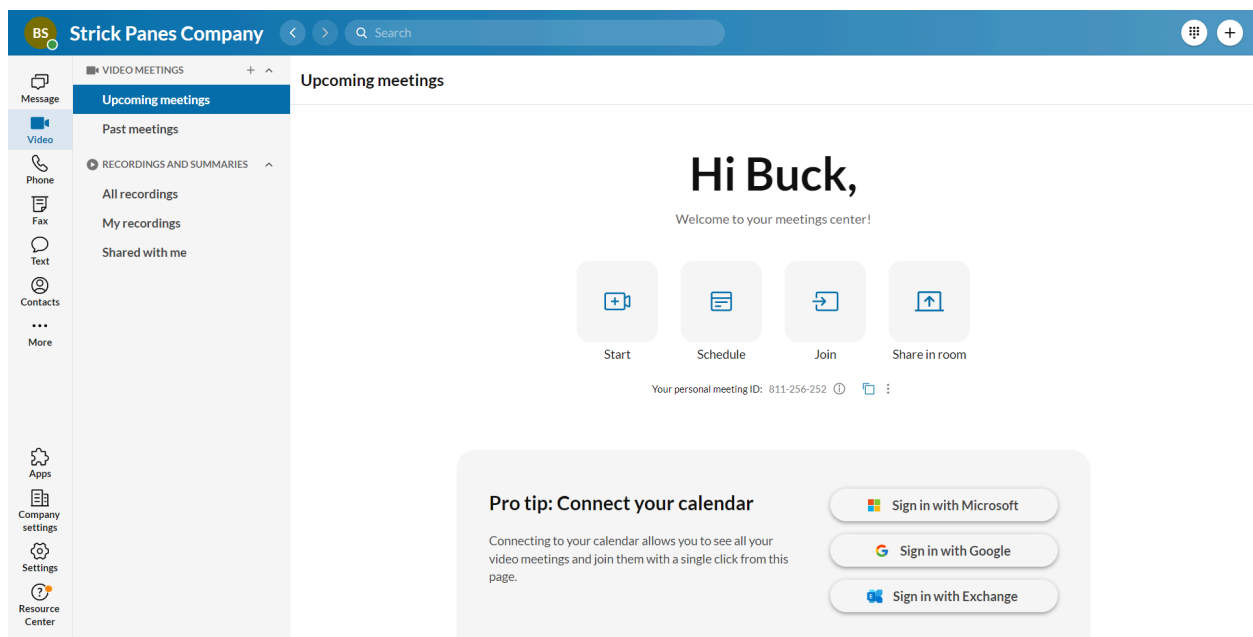 BS
Strick Panes Company
Search
Message
Video
Phone
Fax
Text
Contacts
More
Apps
Company
settings
Settings
Resource
Center
VIDEO MEETINGS
Upcoming meetings
Past meetings
RECORDINGS AND SUMMARIES
All recordings
My recordings
Shared with me
Upcoming meetings
Hi Buck,
Welcome to your meetings center!
Start
Schedule
Join
Share in room
Your personal meeting ID: 811-256-252
Pro tip: Connect your calendar
Connecting to your calendar allows you to see all your
video meetings and join them with a single click from this
page.
Sign in with Microsoft
Sign in with Google
Sign in with Exchange